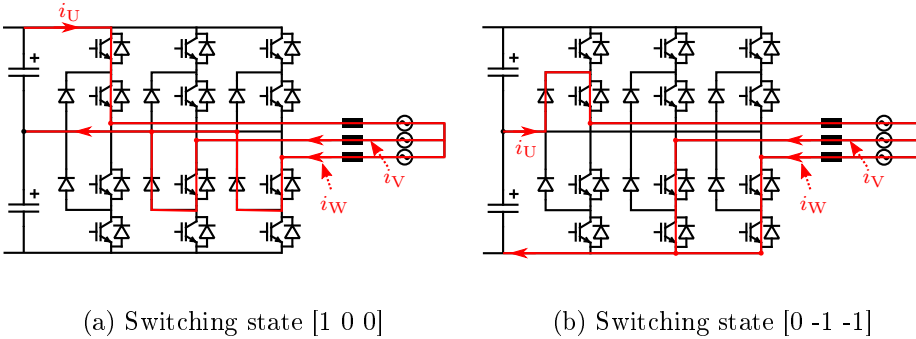 i_U
+
+
i_V
i_W
+
+
i_U
i_V
i_W
(a) Switching state [1 0 0]
(b) Switching state [0 -1 -1]